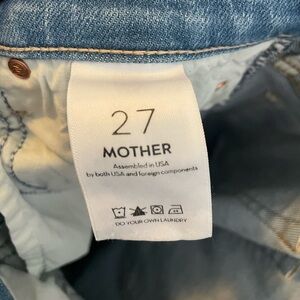 27
MOTHER
Assembled in USA
by both USA and foreign components
DO YOUR OWN LAUNDRY